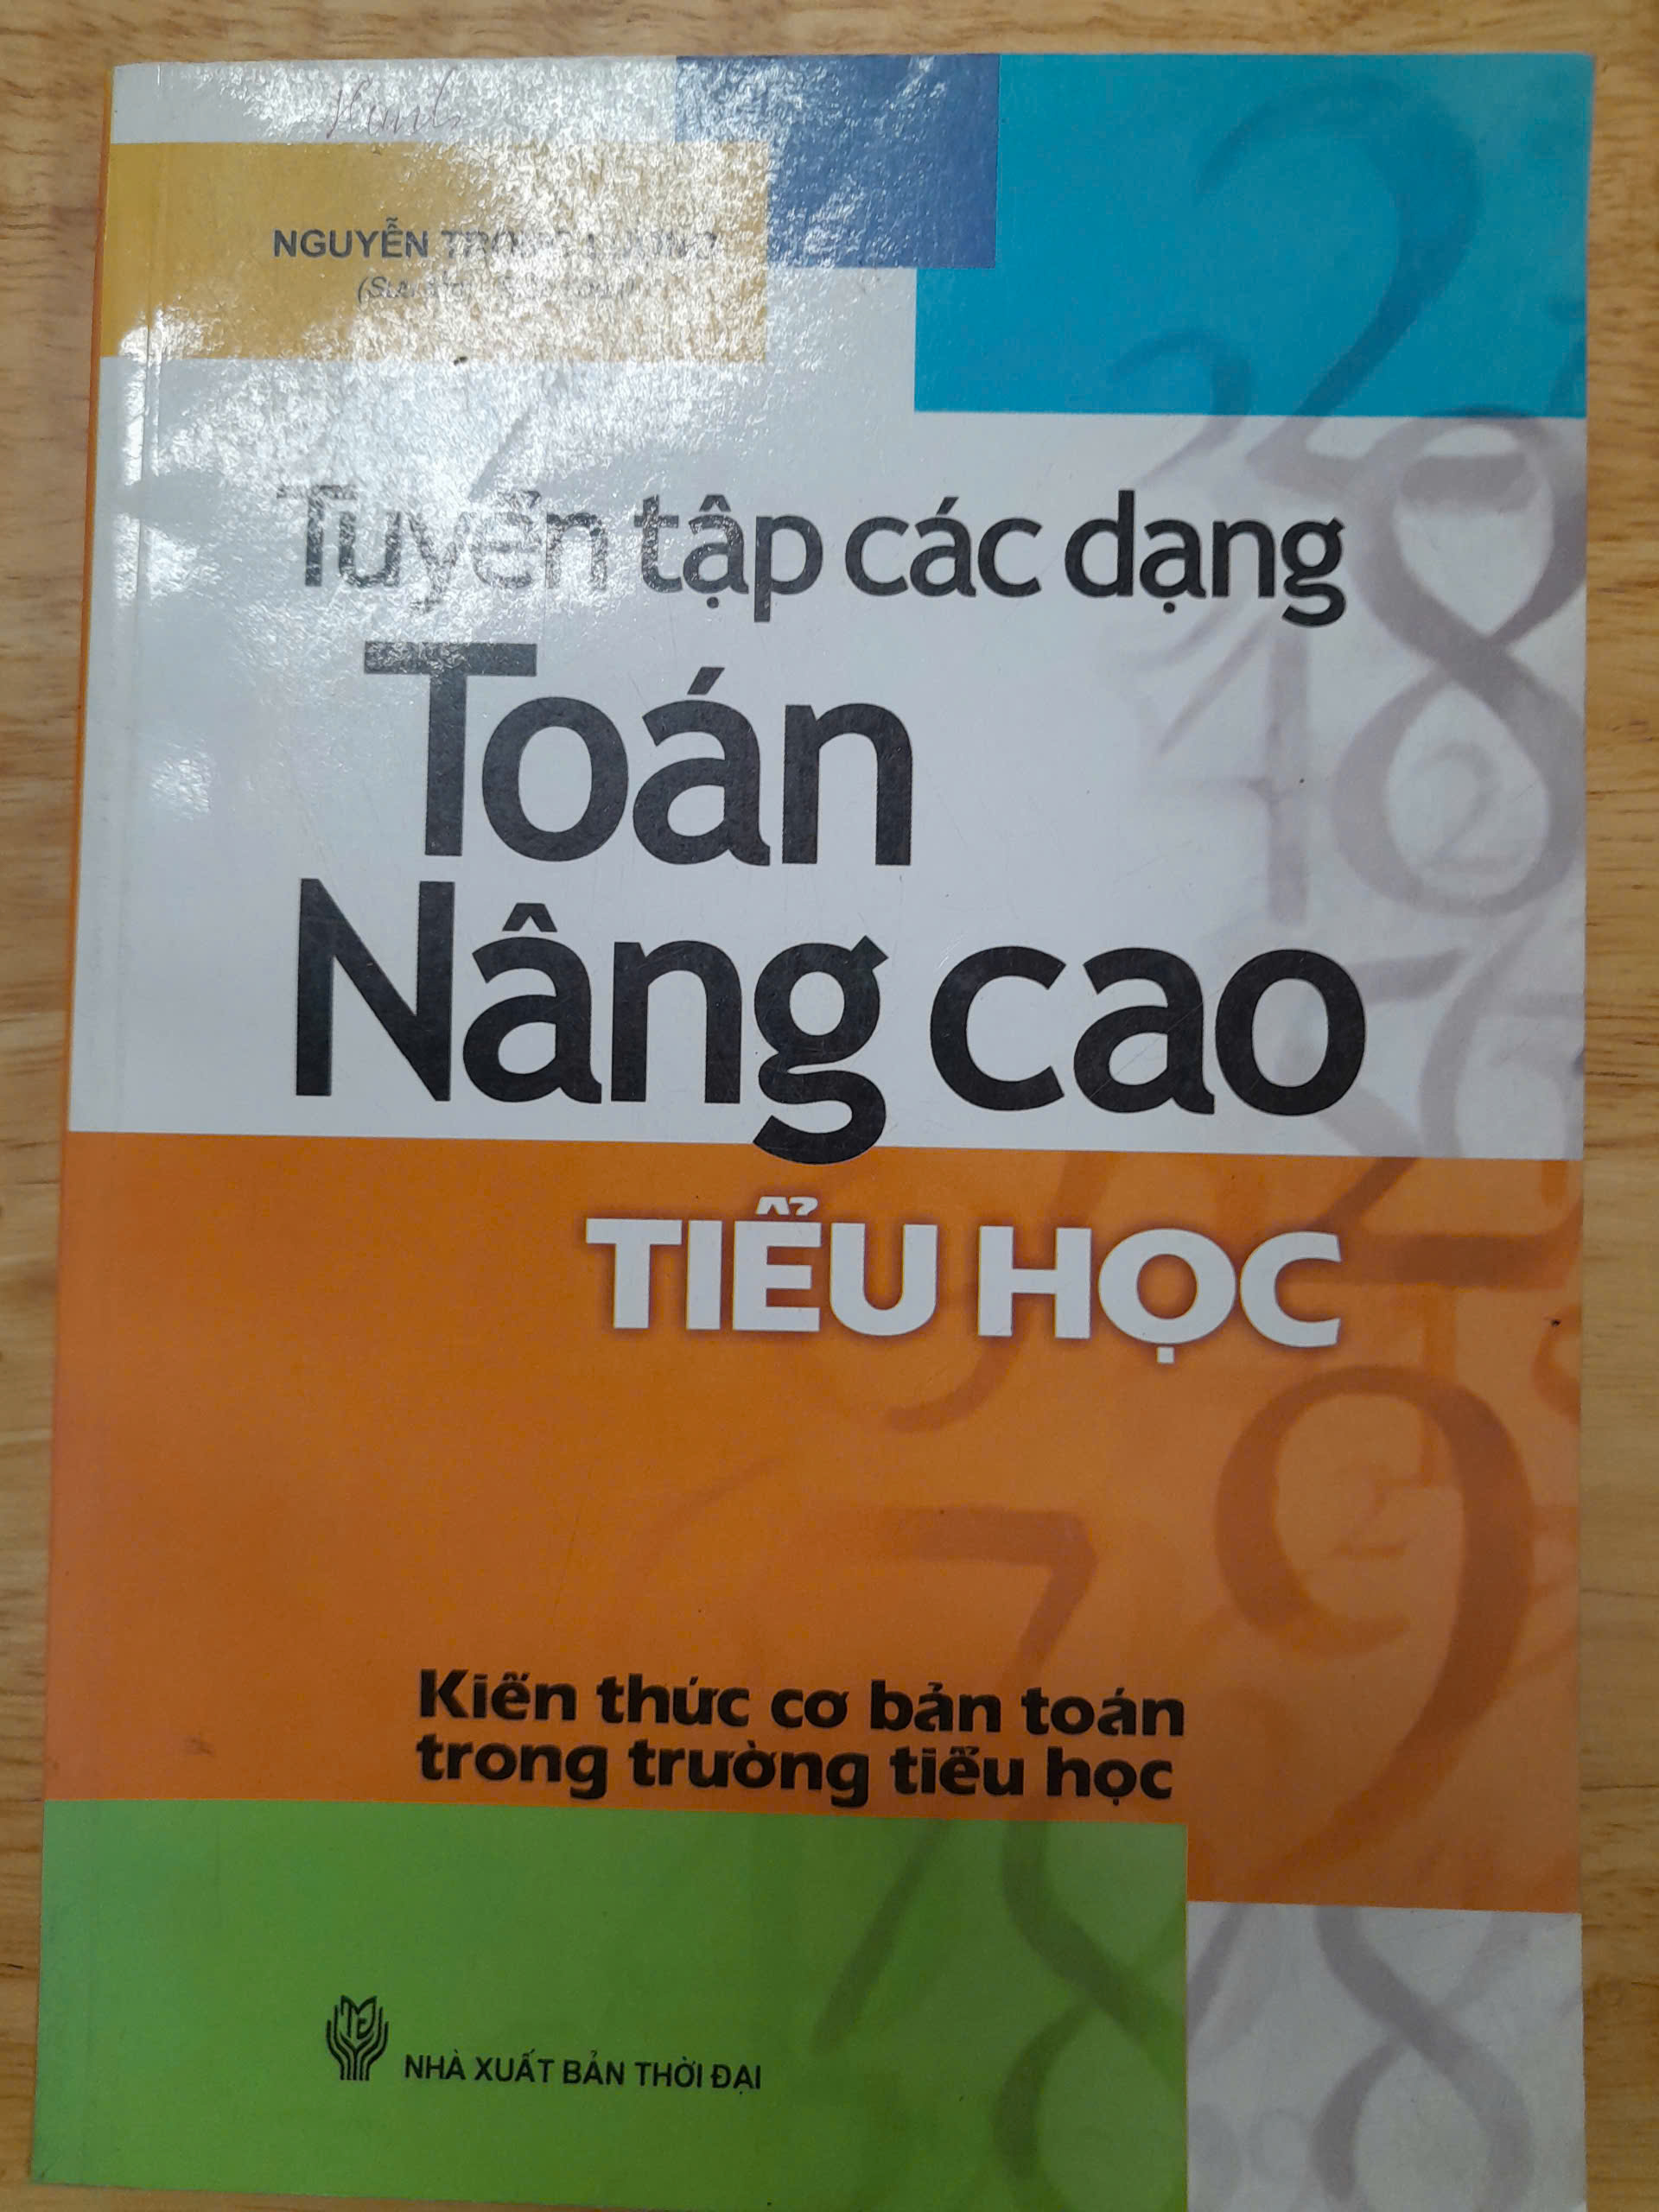 NGUYỄN TRỌNG
Tuyển tập các dạng
Toán
Nâng cao
TIỂU HỌC
Kiến thức cơ bản toán
trong trường tiểu học
NHÀ XUẤT BẢN THỜI ĐẠI